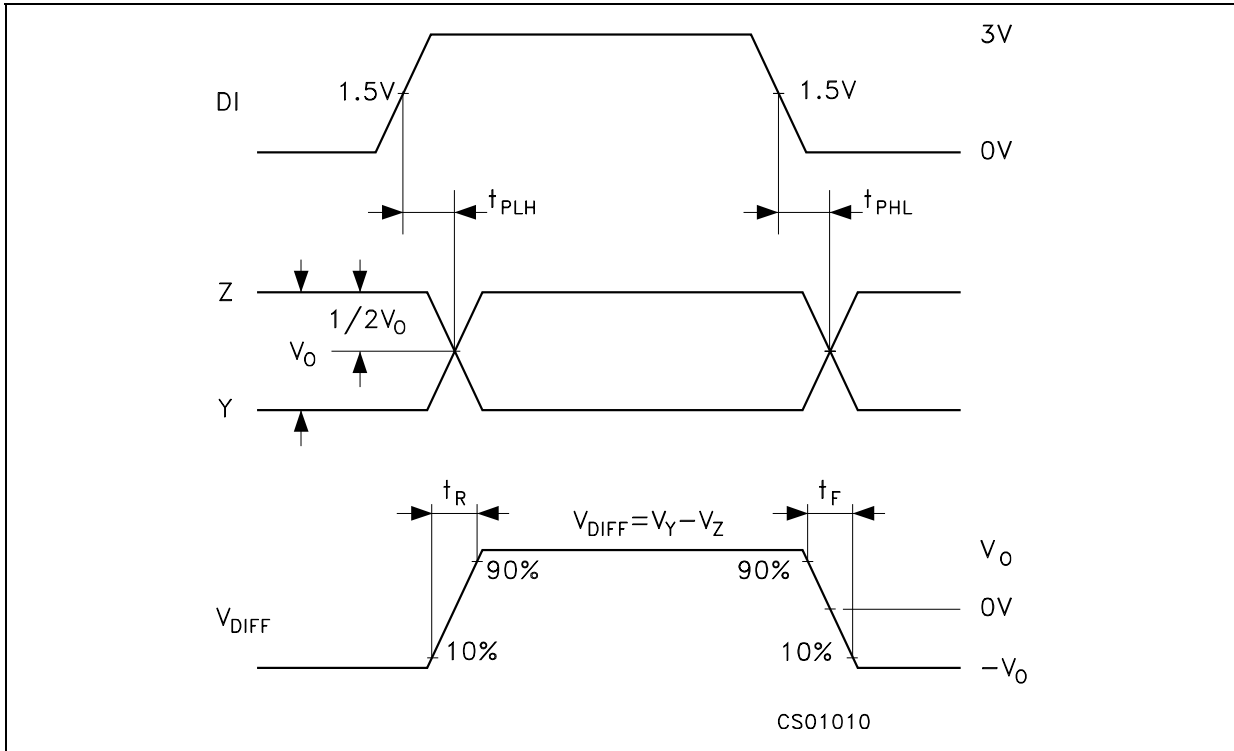 3V
1.5V
1.5V
DI
0V
tPLH
tPHL
Z
1/2VO
VO
Y
tR
tF
VDIFF=VY-VZ
VO
90%
90%
0V
VDIFF
10%
10%
-VO
CS01010